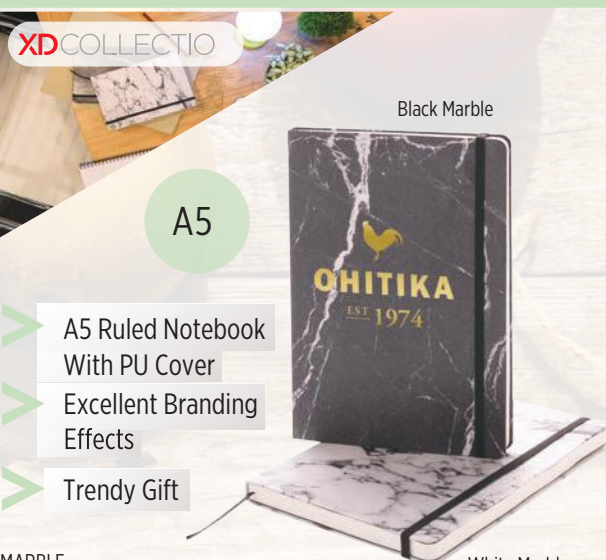 XDCOLLECTIO
Black Marble
A5
OHITIKA
EST 1974
A5 Ruled Notebook
With PU Cover
Excellent Branding
Effects
Trendy Gift
MARBLE
White Marbl